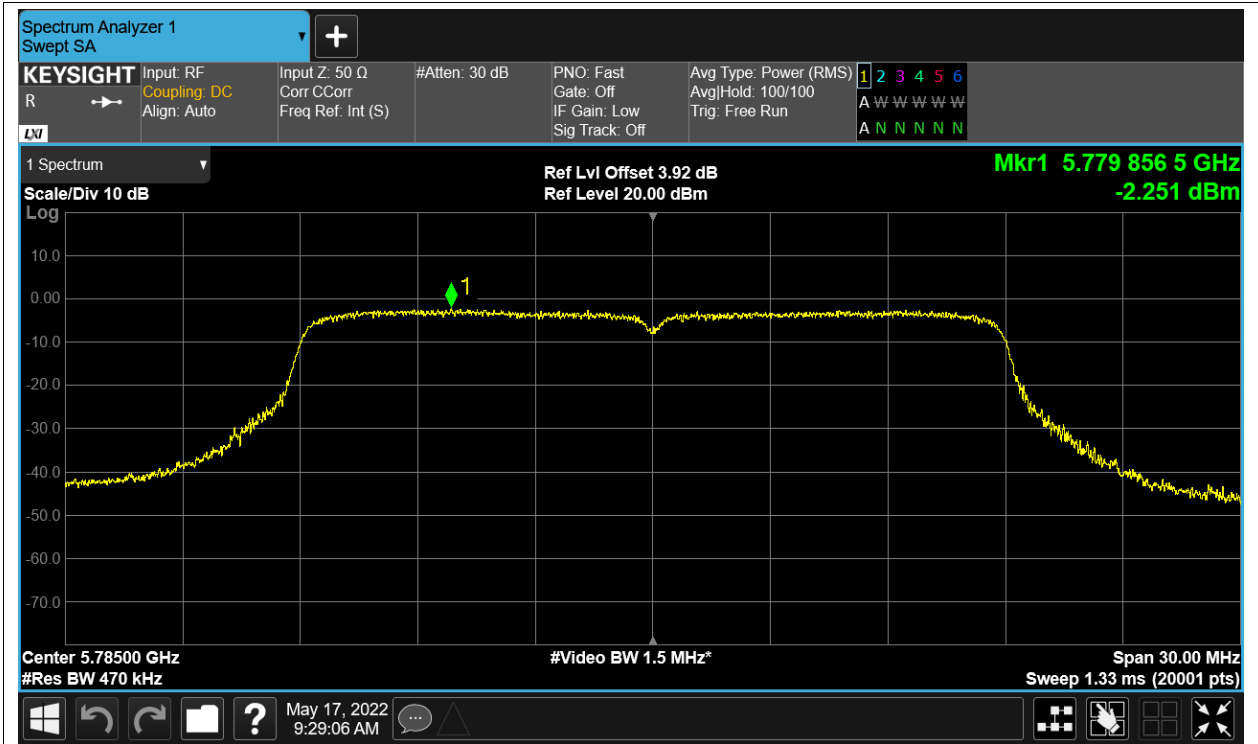 Spectrum Analyzer 1
Swept SA
KEYSIGHT
R
LXI
Input: RF
Coupling: DC
Align: Auto
Input Z: 50 Ω
Corr CCorr
Freq Ref: Int (S)
#Atten: 30 dB
PNO: Fast
Gate: Off
IF Gain: Low
Sig Track: Off
Avg Type: Power (RMS)
Avg|Hold: 100/100
Trig: Free Run
1 2 3 4 5 6
A W W W W W
A N N N N N
1 Spectrum
Scale/Div 10 dB
Log
Ref Lvl Offset 3.92 dB
Ref Level 20.00 dBm
Mkr1 5.779 856 5 GHz
-2.251 dBm
1
10.0
0.00
-10.0
-20.0
-30.0
-40.0
-50.0
-60.0
-70.0
Center 5.78500 GHz
#Res BW 470 kHz
#Video BW 1.5 MHz*
Span 30.00 MHz
Sweep 1.33 ms (20001 pts)
?
May 17, 2022
9:29:06 AM